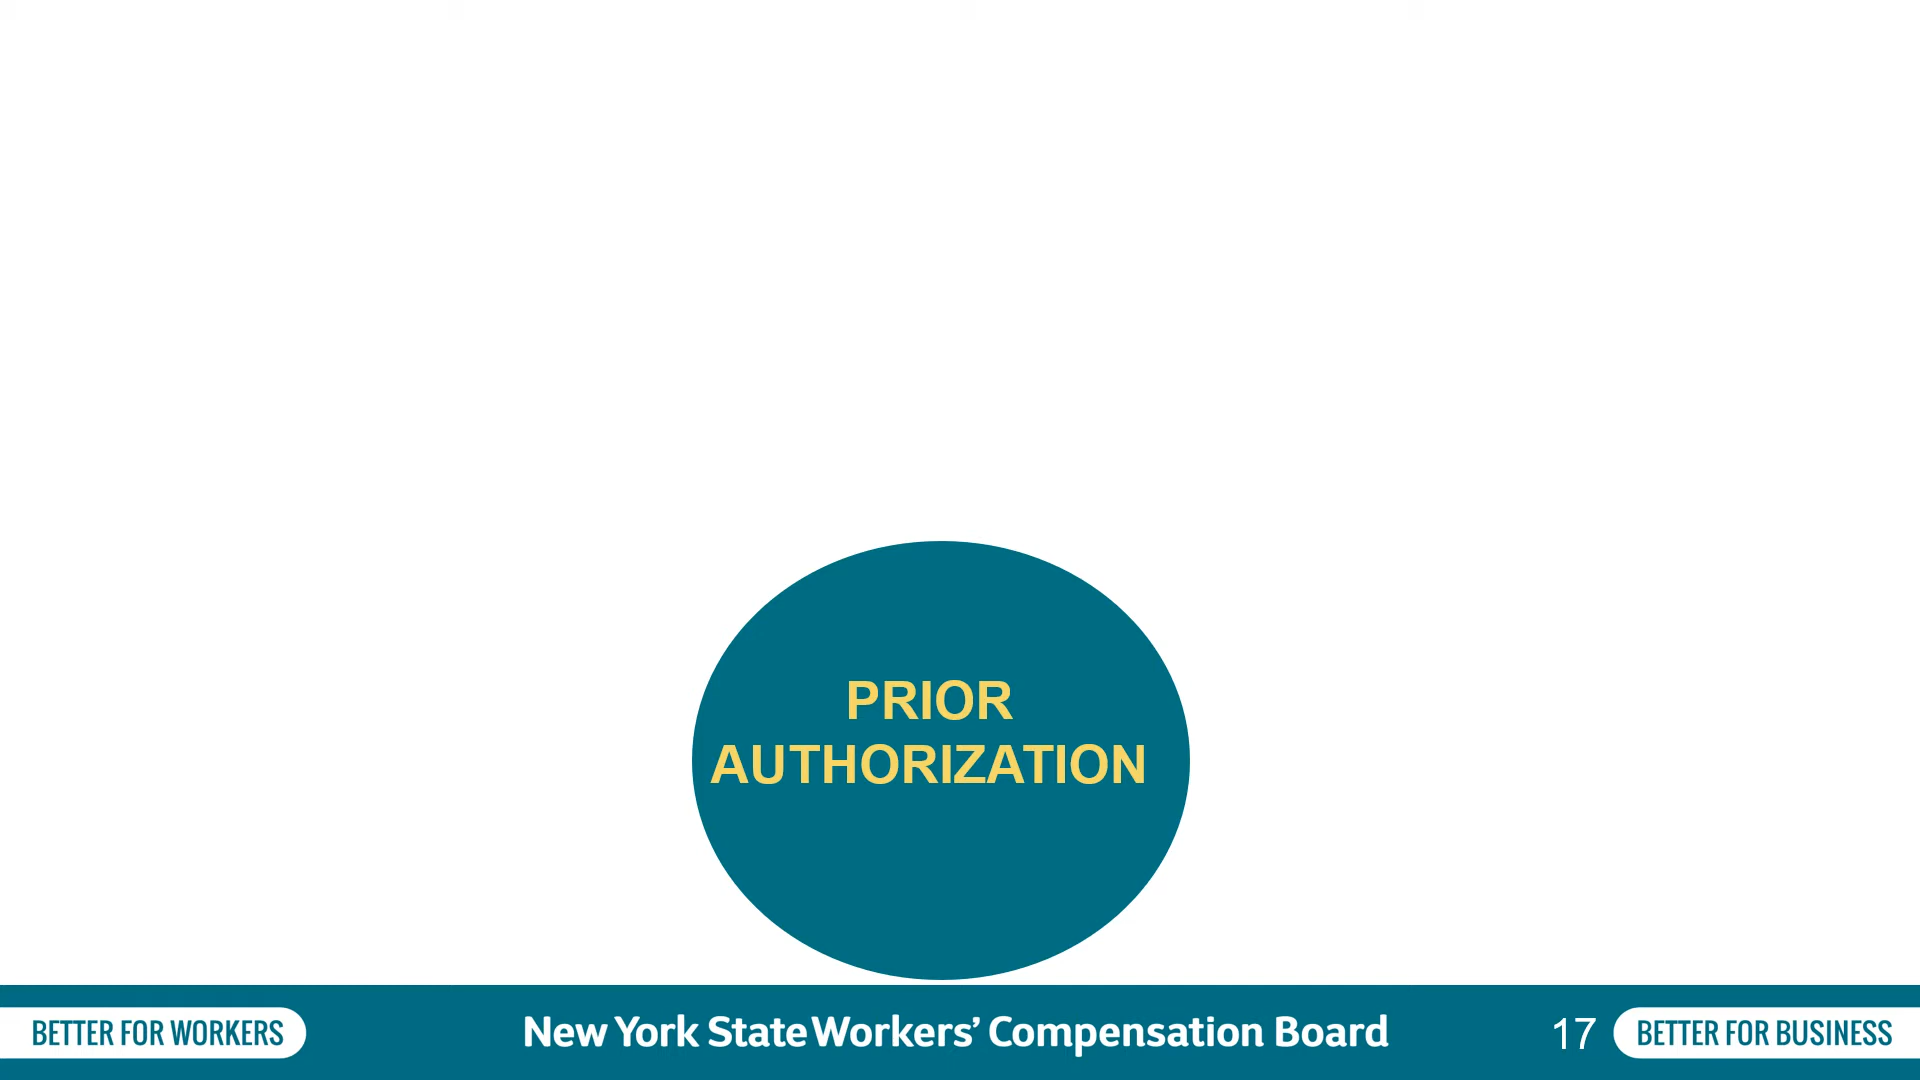 PRIOR
AUTHORIZATION
BETTER FOR WORKERS
New York State Workers’ Compensation Board
17
BETTER FOR BUSINESS